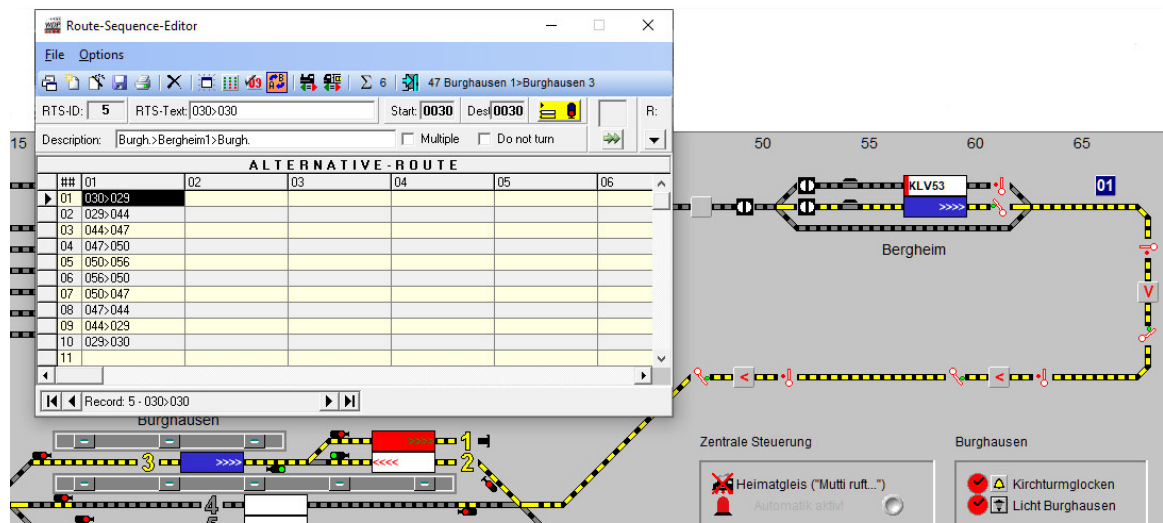 Route-Sequence-Editor
File Options
Σ 6 47 Burghausen 1>Burghausen 3
RTS-ID: 5 RTS-Text: 030>030 Start: 0030 Desl 0030 R:
Description: Burgh.>Bergheim1>Burgh. Multiple Do not turn
ALTERNATIVE-ROUTE
## 01 02 03 04 05 06
01 030>029
02 029>044
03 044>047
04 047>050
05 050>056
06 056>050
07 050>047
08 047>044
09 044>029
10 029>030
11
Record: 5 - 030>030
15 50 55 60 65
KLV53 01
>>>>
Bergheim
V
< <
Burghausen
>>>> 1
3 >>>> <<<< 2
4
Zentrale Steuerung
Heimatgleis ("Mutti ruft...")
Automatik aktiv!
Burghausen
Kirchturmglocken
Licht Burghausen